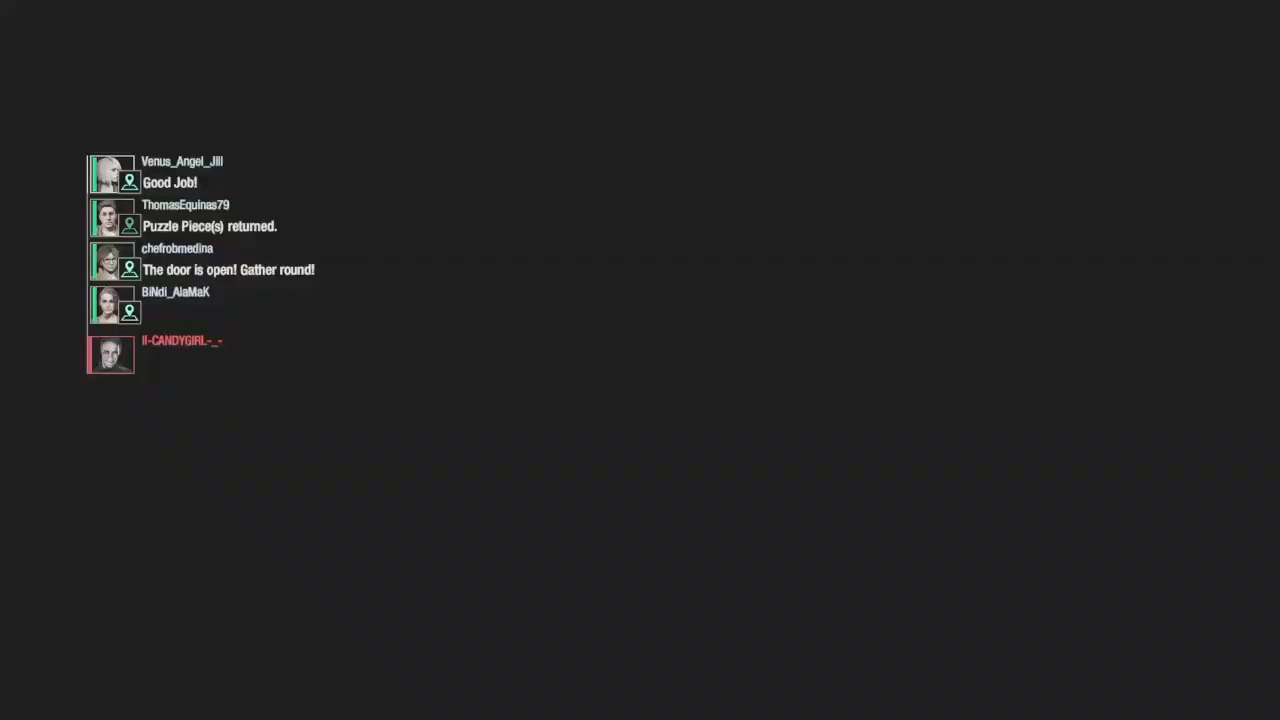 Venus_Angel_Jill
Good Job!
ThomasEquinas79
Puzzle Piece(s) returned.
chefrobmedina
The door is open! Gather round!
BiNdi_AlaMaK
II-CANDYGIRL-_-